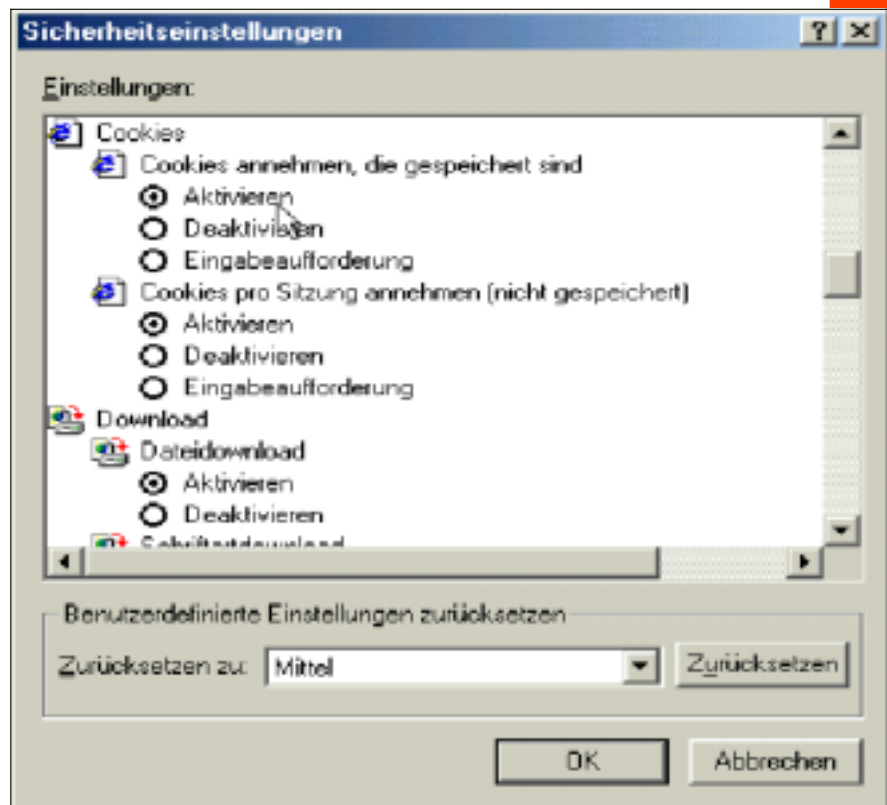 Sicherheitseinstellungen
Einstellungen:
Cookies
Cookies annehmen, die gespeichert sind
Aktivieren
Deaktivieren
Eingabeaufforderung
Cookies pro Sitzung annehmen (nicht gespeichert)
Aktivieren
Deaktivieren
Eingabeaufforderung
Download
Dateidownload
Aktivieren
Deaktivieren
Schriftartdownload
Benutzerdefinierte Einstellungen zurücksetzen
Zurücksetzen zu: Mittel Zurücksetzen
OK Abbrechen